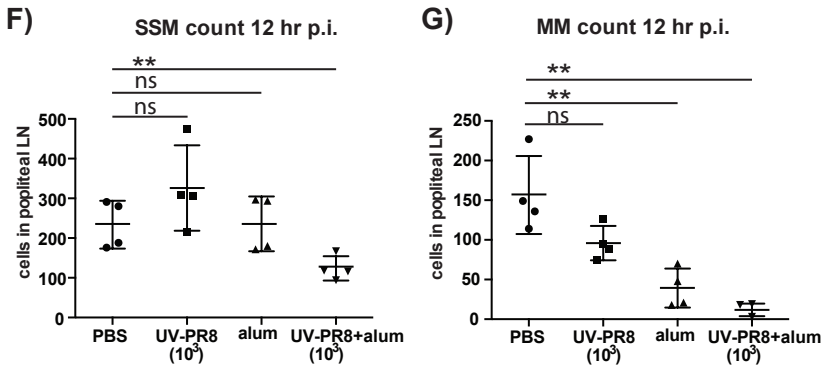 F)
SSM count 12 hr p.i.
**
ns
ns
cells in popliteal LN
500
400
300
200
100
0
PBS
UV-PR8
(10³)
alum
UV-PR8+alum
(10³)
G)
MM count 12 hr p.i.
**
**
ns
cells in popliteal LN
250
200
150
100
50
0
PBS
UV-PR8
(10³)
alum
UV-PR8+alum
(10³)